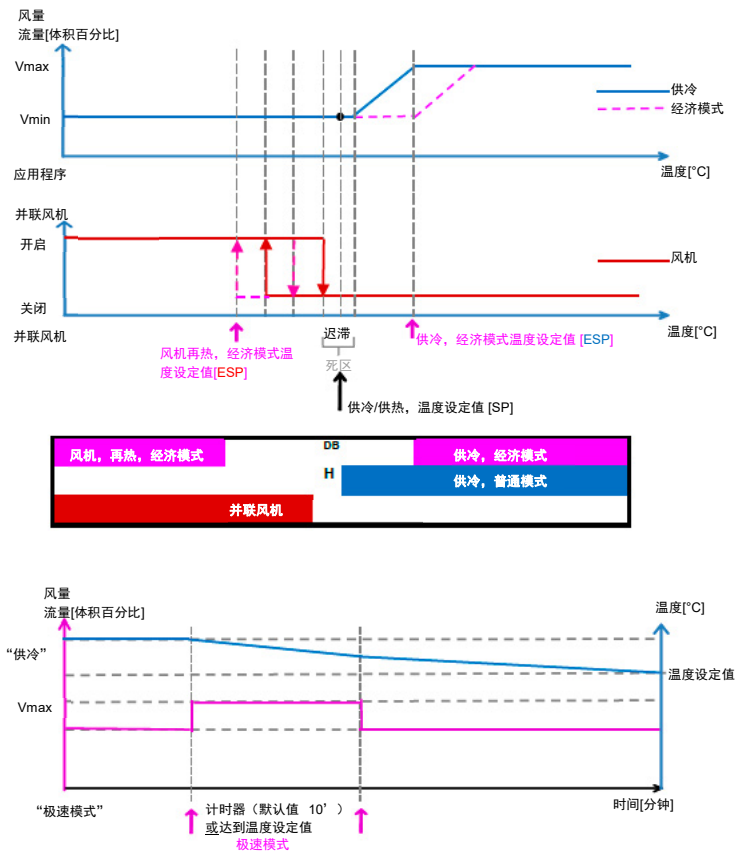 风量
流量[体积百分比]
Vmax
供冷
经济模式
Vmin
应用程序
温度[°C]
并联风机
开启
风机
关闭
并联风机
迟滞
温度[°C]
供冷，经济模式温度设定值 [ESP]
风机再热，经济模式温
度设定值[ESP]
死区
供冷/供热，温度设定值 [SP]
DB
风机，再热，经济模式
供冷，经济模式
H
供冷，普通模式
并联风机
风量
流量[体积百分比]
温度[°C]
“供冷”
温度设定值
Vmax
“极速模式”
计时器（默认值 10’）
或达到温度设定值
极速模式
时间[分钟]